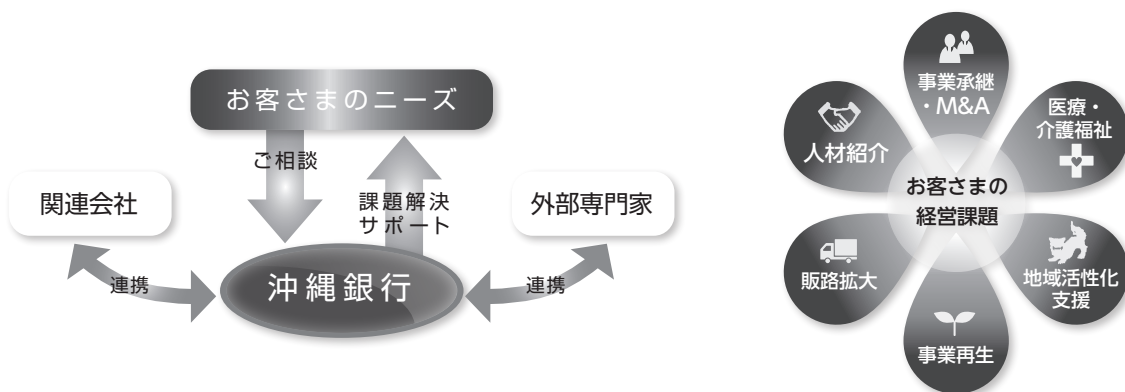 お客さまのニーズ
ご相談
課題解決
サポート
関連会社
外部専門家
連携
沖縄銀行
連携
事業承継
・M&A
医療・
介護福祉
人材紹介
お客さまの
経営課題
販路拡大
地域活性化
支援
事業再生